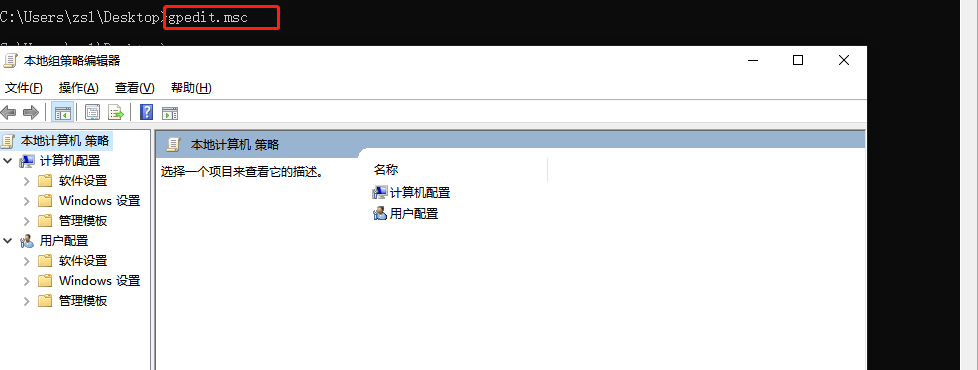 C:\Users\zsl\Desktop>gpedit.msc
本地组策略编辑器
文件(F) 操作(A) 查看(V) 帮助(H)
本地计算机 策略
计算机配置
软件设置
Windows 设置
管理模板
用户配置
软件设置
Windows 设置
管理模板
本地计算机 策略
选择一个项目来查看它的描述。
名称
计算机配置
用户配置